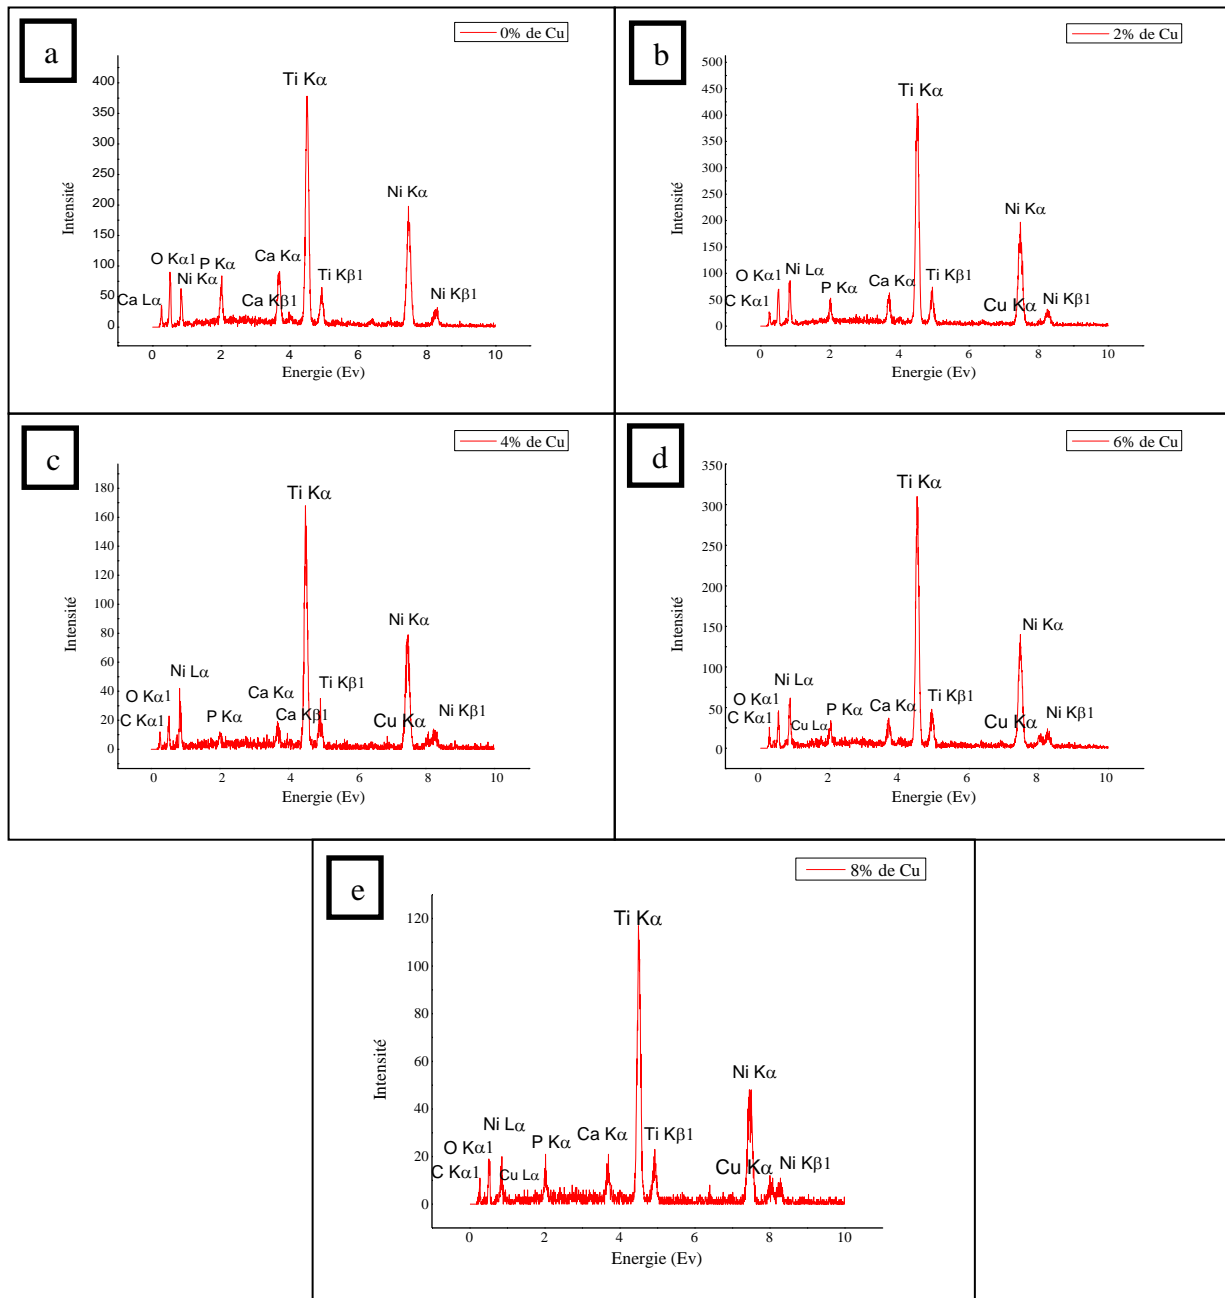 a
0% de Cu
Ti Kα
400
350
300
250
200
150
100
50
0
Intensité
Ni Kα
Ca Kα
O Kα1
P Kα
Ni Kα
Ti Kβ1
Ca Lα
Ca Kβ1
Ni Kβ1
0 2 4 6 8 10
Energie (Ev)
b
2% de Cu
500
450
400
350
300
250
200
150
100
50
0
Intensité
Ti Kα
Ni Kα
O Kα1
Ni Lα
C Kα1
P Kα
Ca Kα
Ti Kβ1
Cu Kα
Ni Kβ1
0 2 4 6 8 10
Energie (Ev)
c
4% de Cu
180
160
140
120
100
80
60
40
20
0
Intensité
Ti Kα
Ni Kα
Ni Lα
O Kα1
C Kα1
P Kα
Ca Kα
Ca Kβ1
Ti Kβ1
Cu Kα
Ni Kβ1
0 2 4 6 8 10
Energie (Ev)
d
6% de Cu
350
300
250
200
150
100
50
0
Intensité
Ti Kα
Ni Kα
Ni Lα
O Kα1
C Kα1
Cu Lα
P Kα
Ca Kα
Ti Kβ1
Cu Kα
Ni Kβ1
0 2 4 6 8 10
Energie (Ev)
e
8% de Cu
120
100
80
60
40
20
0
Intensité
Ti Kα
Ni Kα
Ni Lα
O Kα1
C Kα1
Cu Lα
P Kα
Ca Kα
Ti Kβ1
Cu Kα
Ni Kβ1
0 2 4 6 8 10
Energie (Ev)